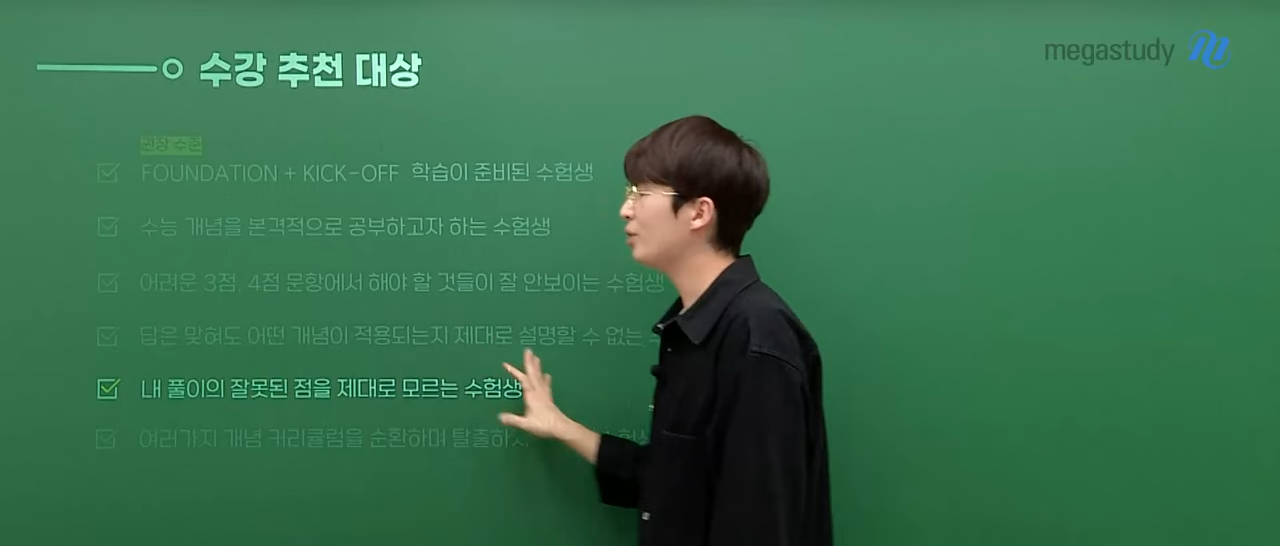 수강 추천 대상
megastudy
권장 수준
FOUNDATION + KICK-OFF 학습이 준비된 수험생
수능 개념을 본격적으로 공부하고자 하는 수험생
어려운 3점, 4점 문항에서 해야 할 것들이 잘 안보이는 수험생
답은 맞혀도 어떤 개념이 적용되는지 제대로 설명할 수 없는
내 풀이의 잘못된 점을 제대로 모르는 수험생
여러가지 개념 커리큘럼을 순환하며